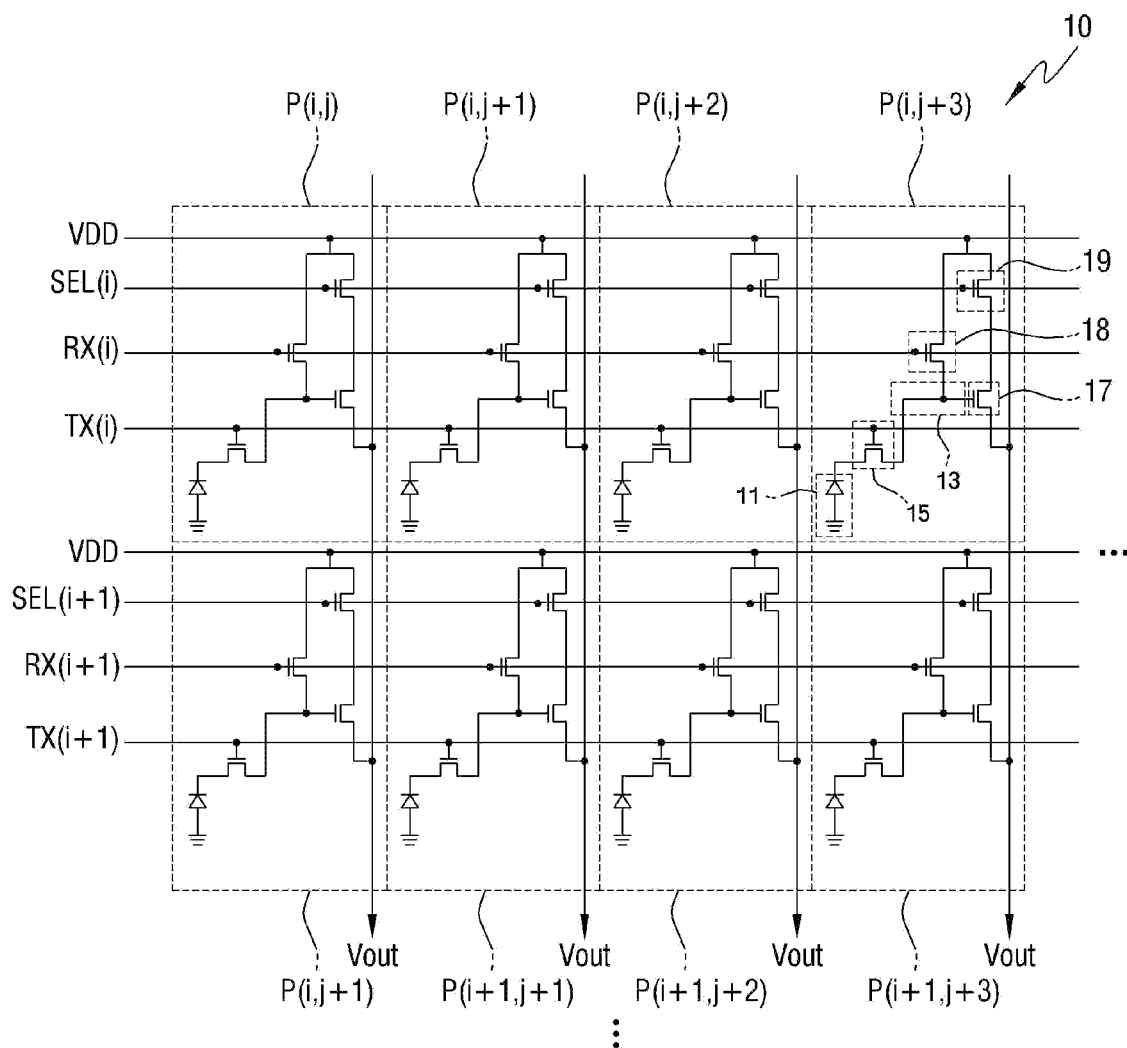 10
P(i,j) P(i,j+1) P(i,j+2) P(i,j+3)
VDD
SEL(i)
19
RX(i)
18
17
TX(i)
13
11
15
VDD
...
SEL(i+1)
RX(i+1)
TX(i+1)
Vout Vout Vout Vout
P(i,j+1) P(i+1,j+1) P(i+1,j+2) P(i+1,j+3)
⋮